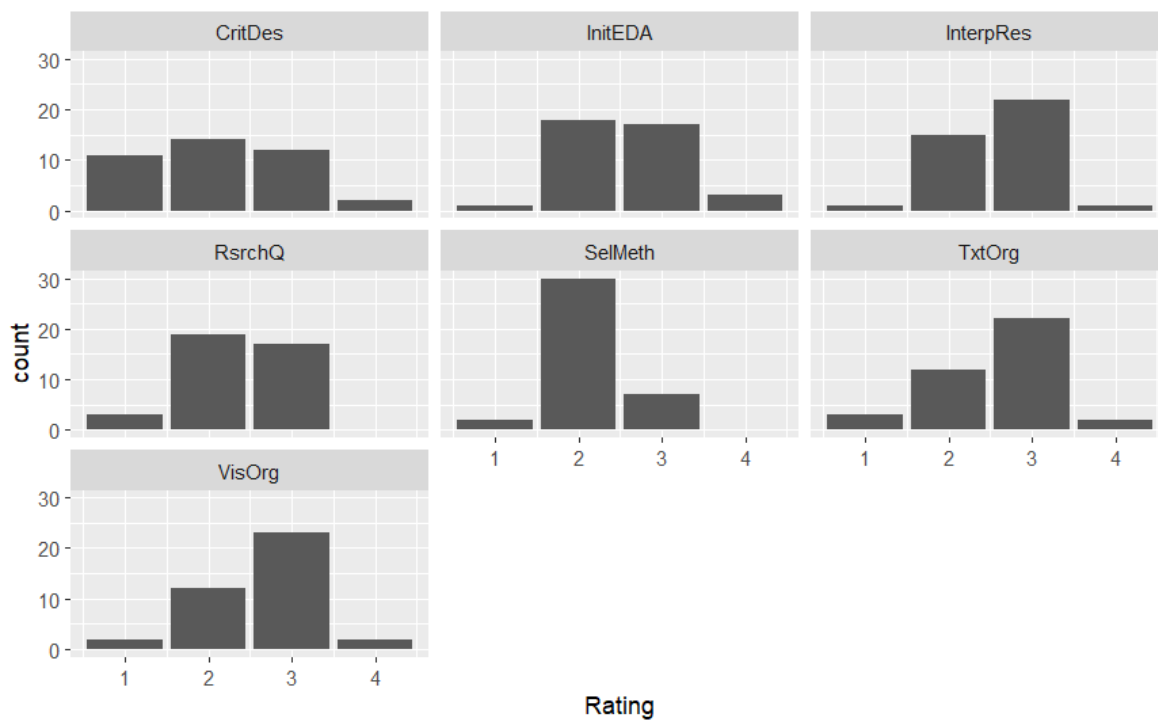 CritDes InitEDA InterpRes
30
20
10
0
RsrchQ SelMeth TxtOrg
30
20
10
0
1 2 3 4 1 2 3 4
VisOrg
30
20
10
0
1 2 3 4
count
Rating